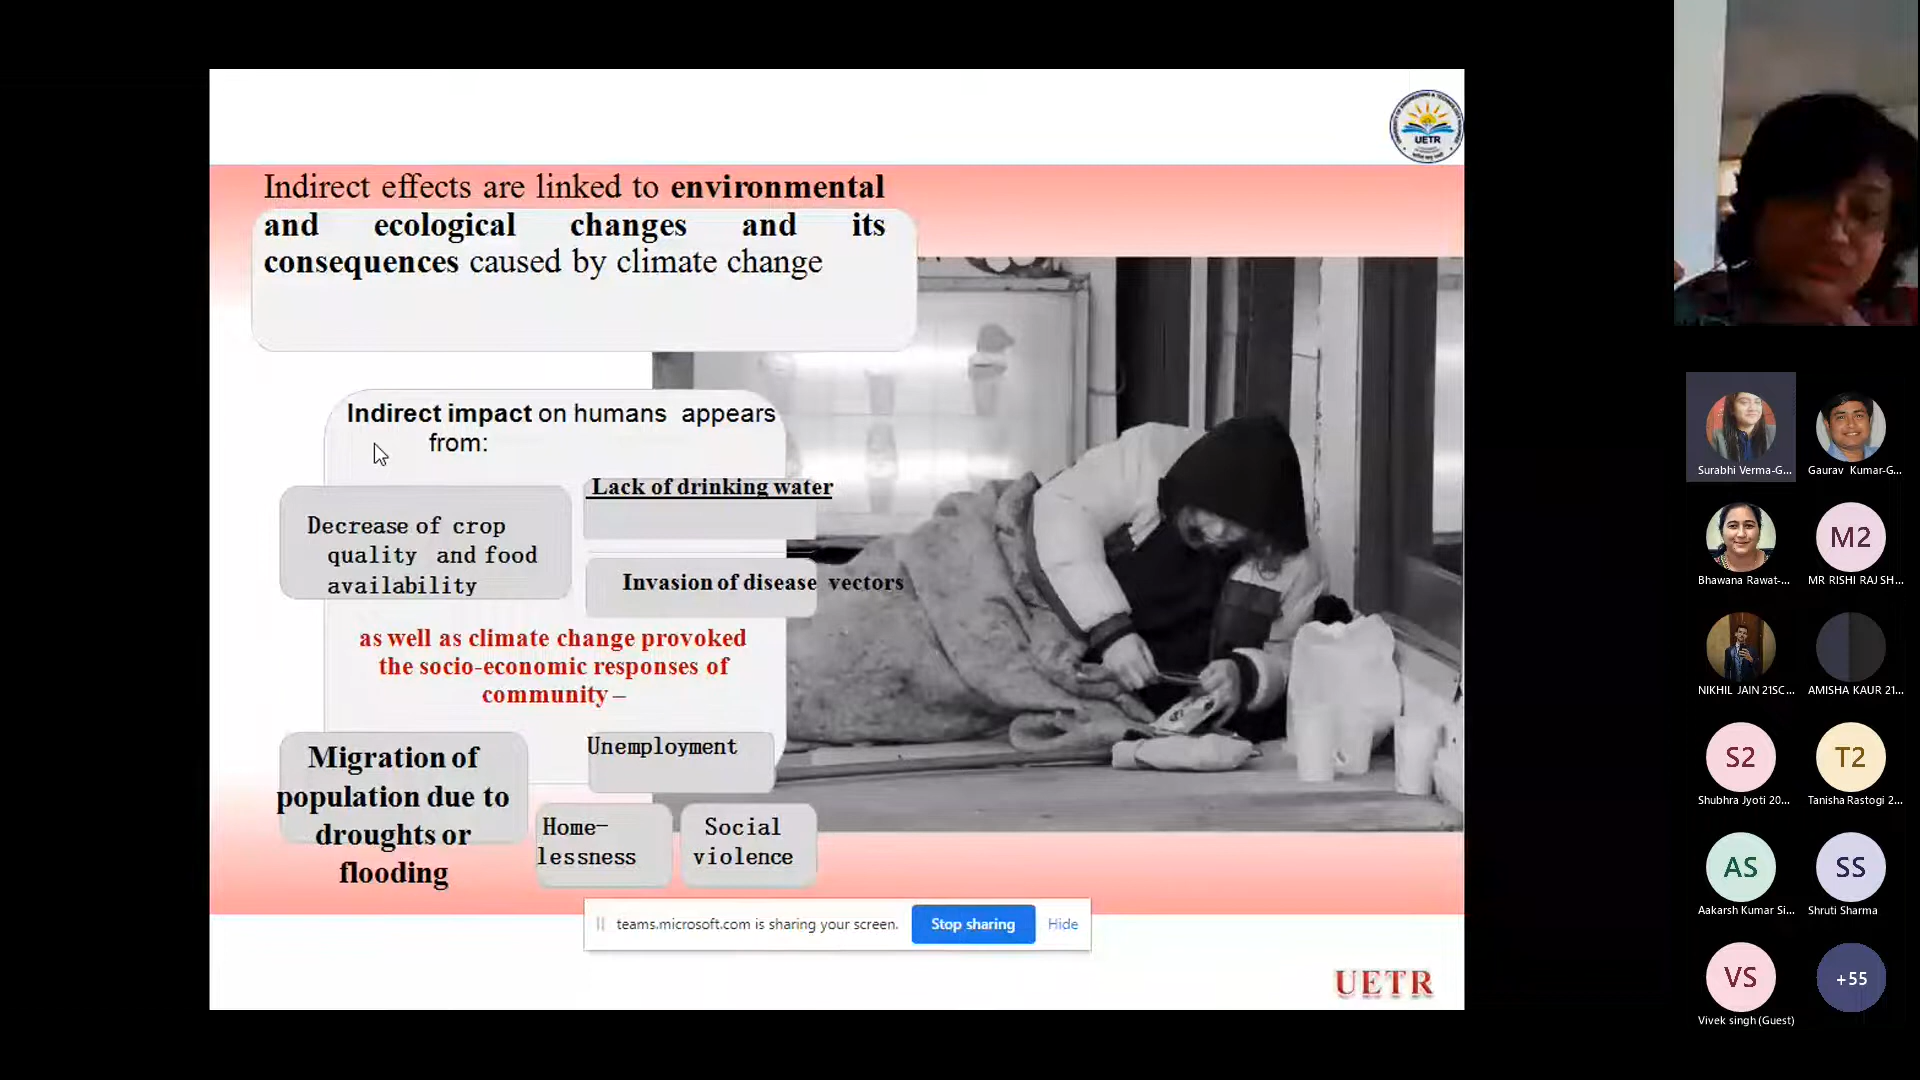 UETR
Indirect effects are linked to environmental
and ecological changes and its
consequences caused by climate change
Indirect impact on humans appears
from:
Lack of drinking water
Decrease of crop
quality and food
availability
Invasion of disease vectors
as well as climate change provoked
the socio-economic responses of
community –
Migration of
population due to
droughts or
flooding
Unemployment
Home-
lessness
Social
violence
teams.microsoft.com is sharing your screen.
Stop sharing
Hide
UETR
Surabhi Verma-G...
Gaurav Kumar-G...
Bhawana Rawat-...
M2
MR RISHI RAJ SH...
NIKHIL JAIN 21SC...
AMISHA KAUR 21...
S2
Shubhra Jyoti 20...
T2
Tanisha Rastogi 2...
AS
Aakarsh Kumar Si...
SS
Shruti Sharma
VS
Vivek singh (Guest)
+55